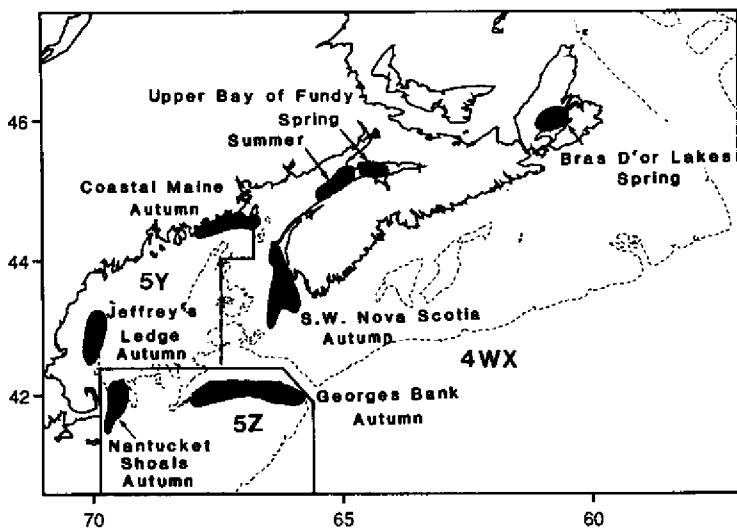 Upper Bay of Fundy
Spring
Summer
46
Bras D'or Lakes
Spring
Coastal Maine
Autumn
44
5Y
Jeffrey's
Ledge
Autumn
S.W. Nova Scotia
Autumn
4WX
42
Georges Bank
Autumn
5Z
Nantucket
Shoals
Autumn
70
65
60